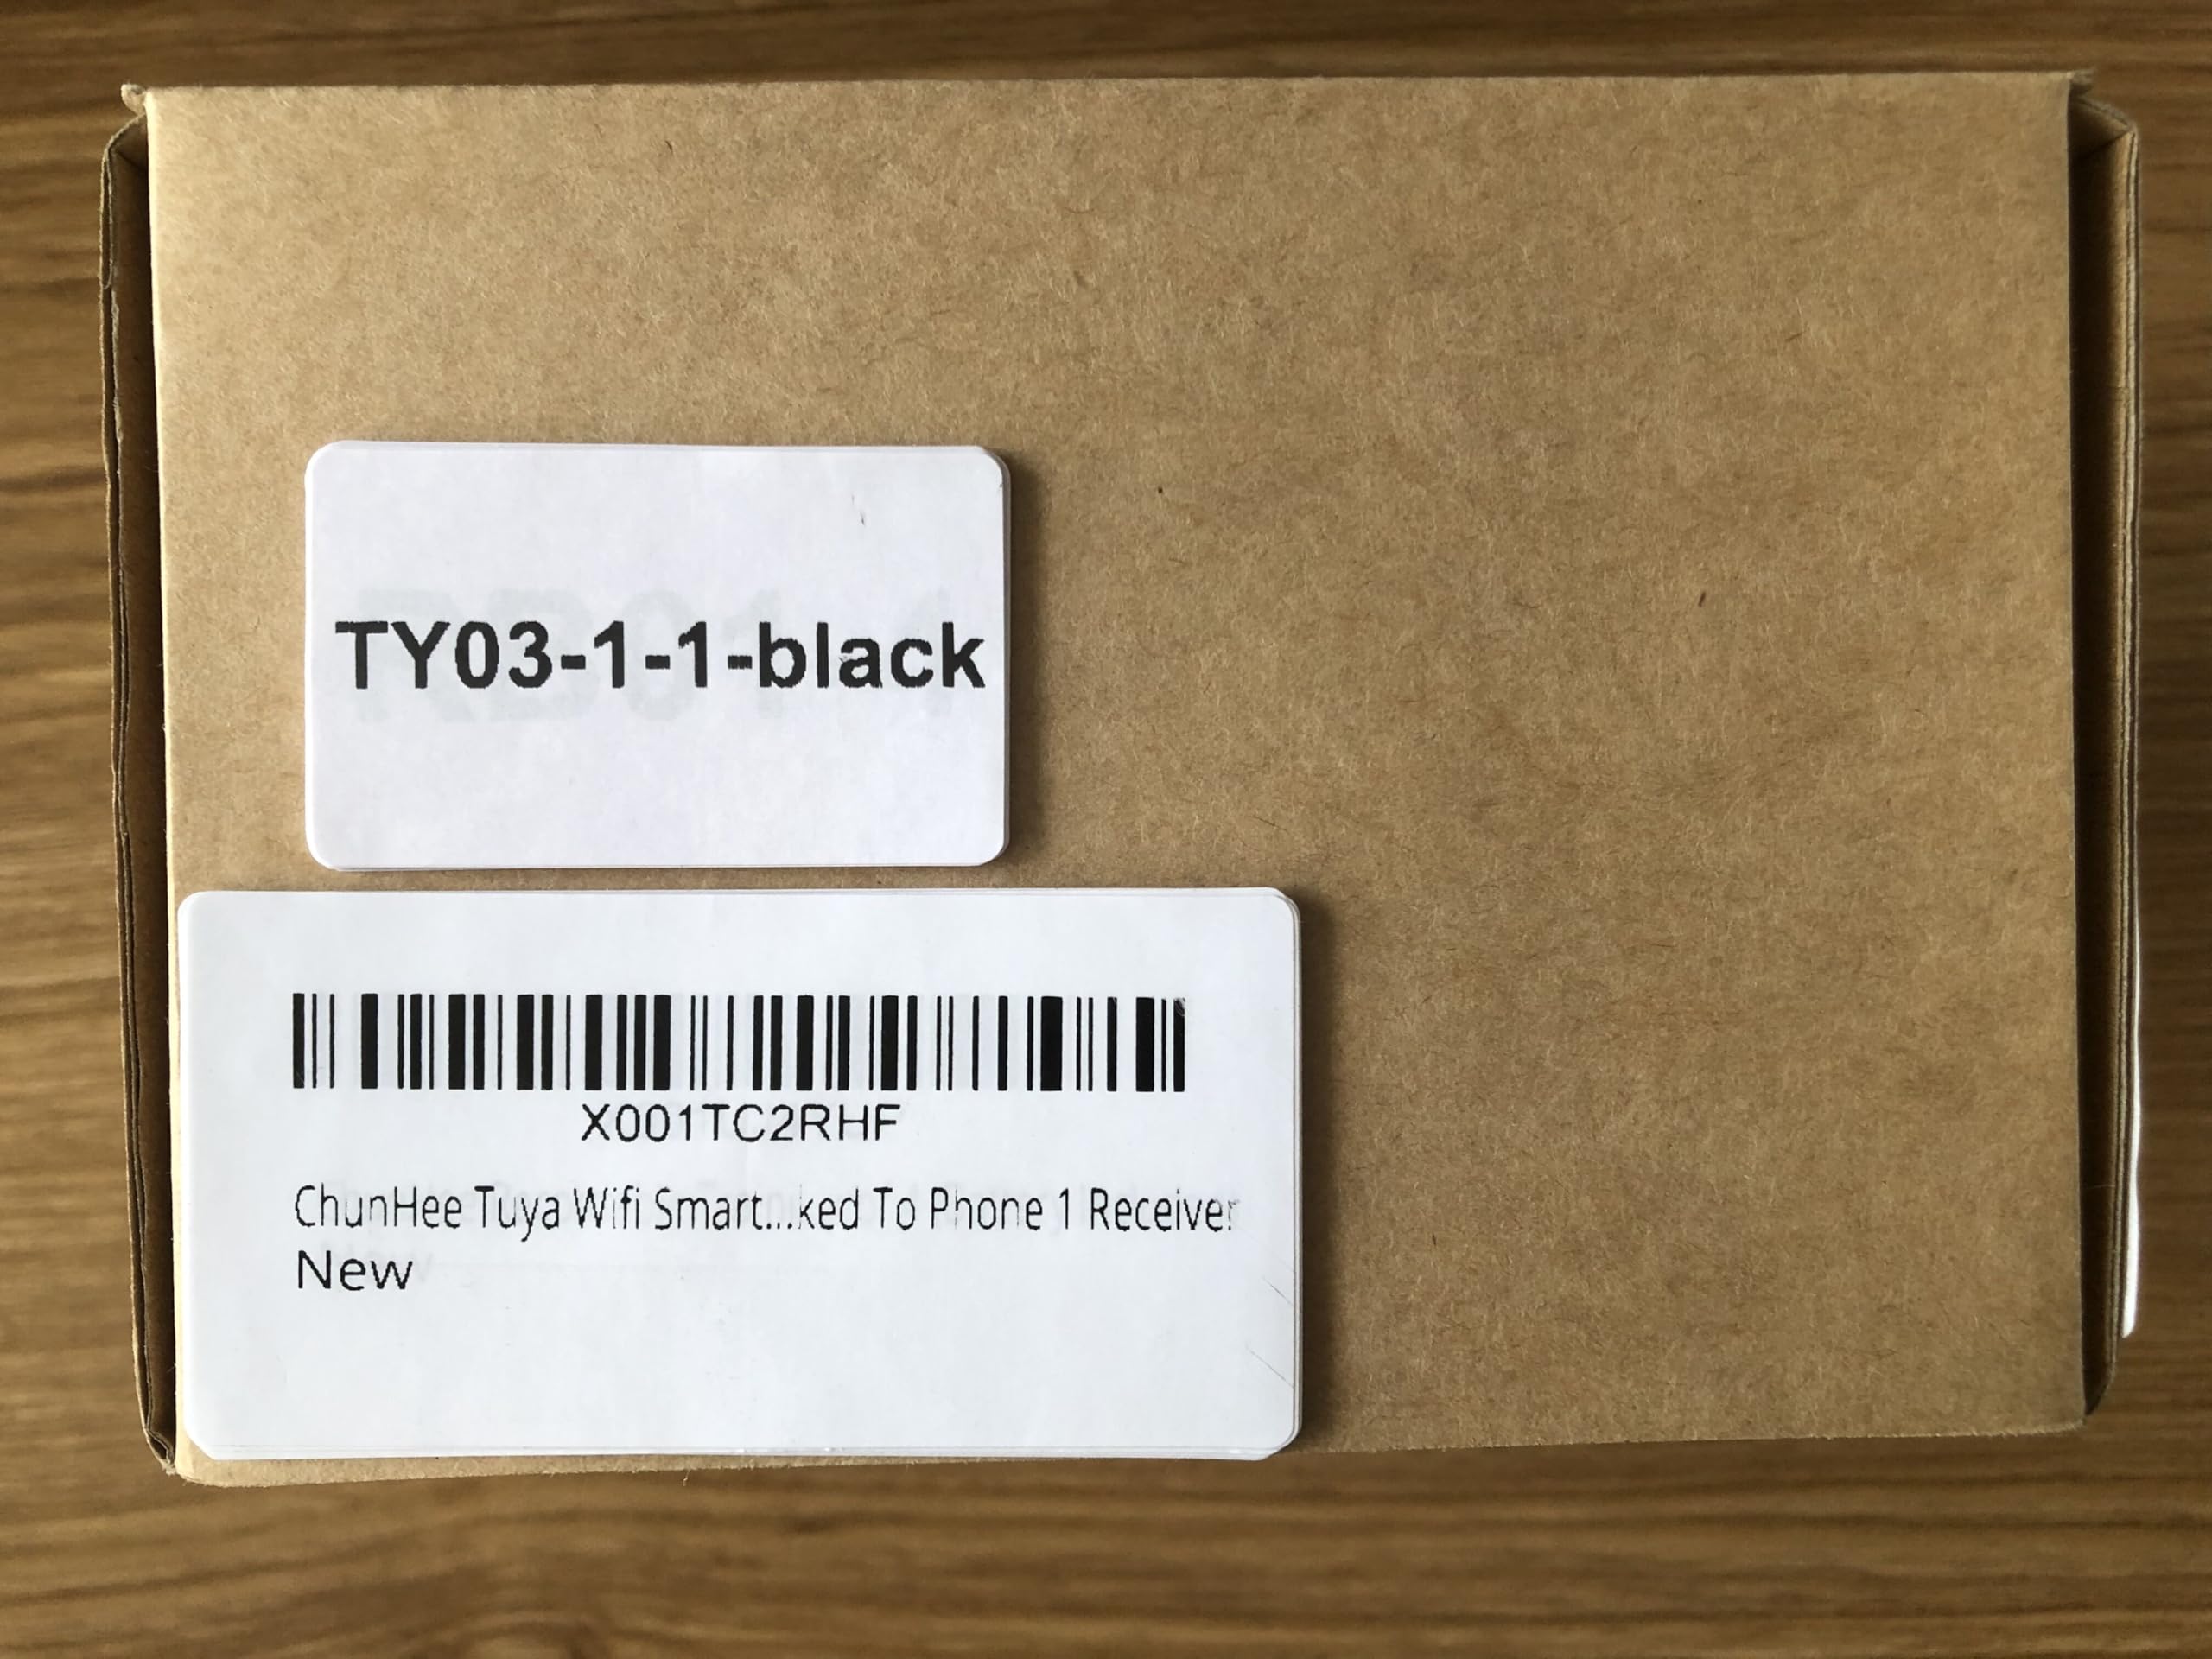 TY03-1-1-black
X001TC2RHF
ChunHee Tuya Wifi Smart...ked To Phone 1 Receiver
New